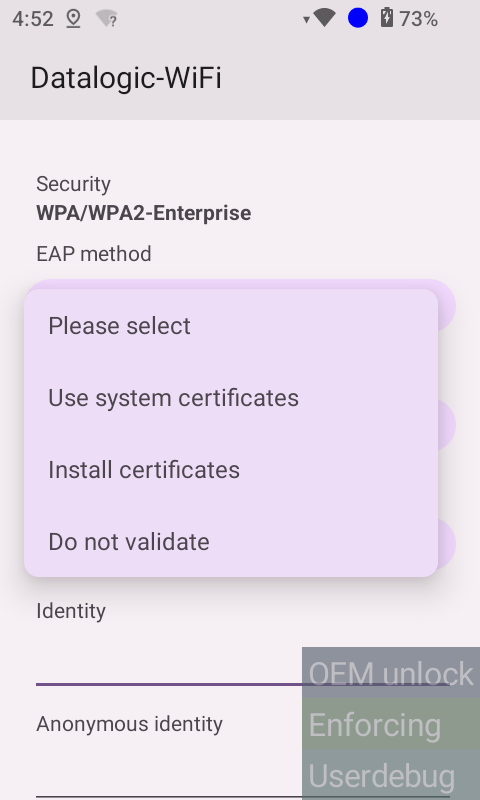 4:52
73%
Datalogic-WiFi
Security
WPA/WPA2-Enterprise
EAP method
Please select
Use system certificates
Install certificates
Do not validate
Identity
OEM unlock
Anonymous identity
Enforcing
Userdebug